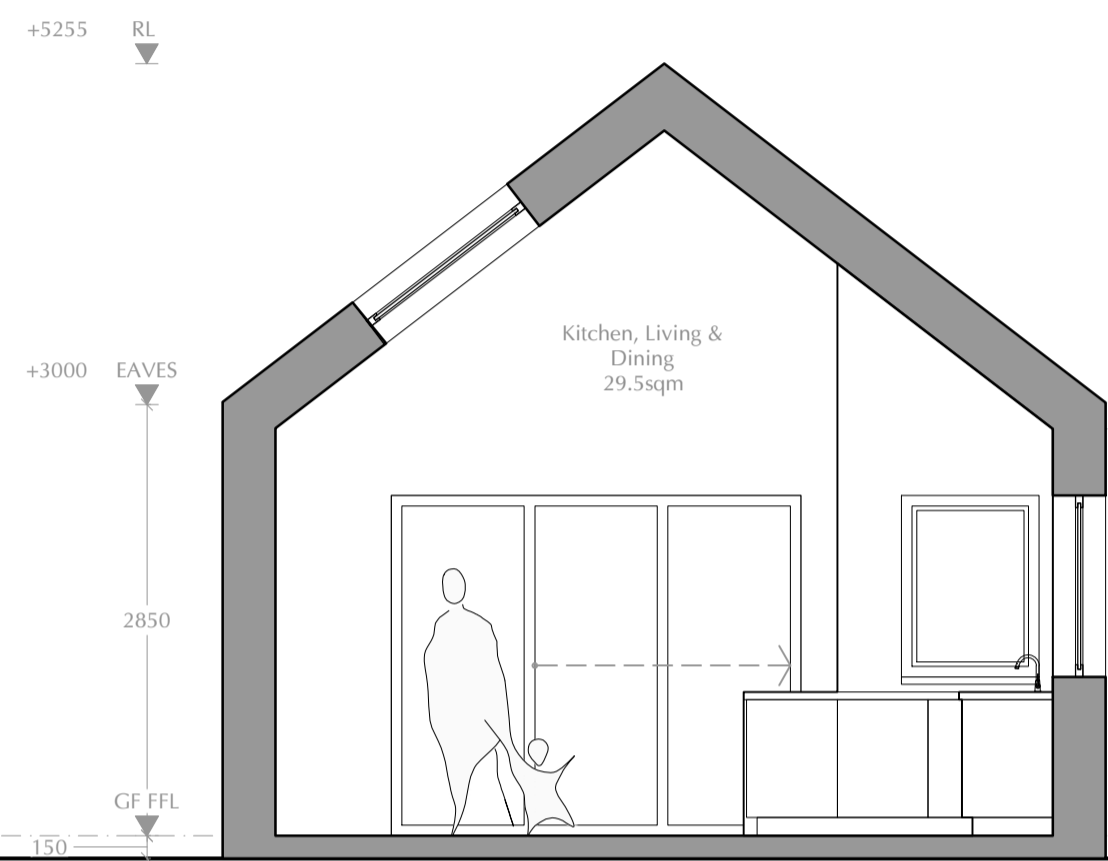 +5255 RL
+3000 EAVES
Kitchen, Living &
Dining
29.5sqm
2850
GF FFL
150